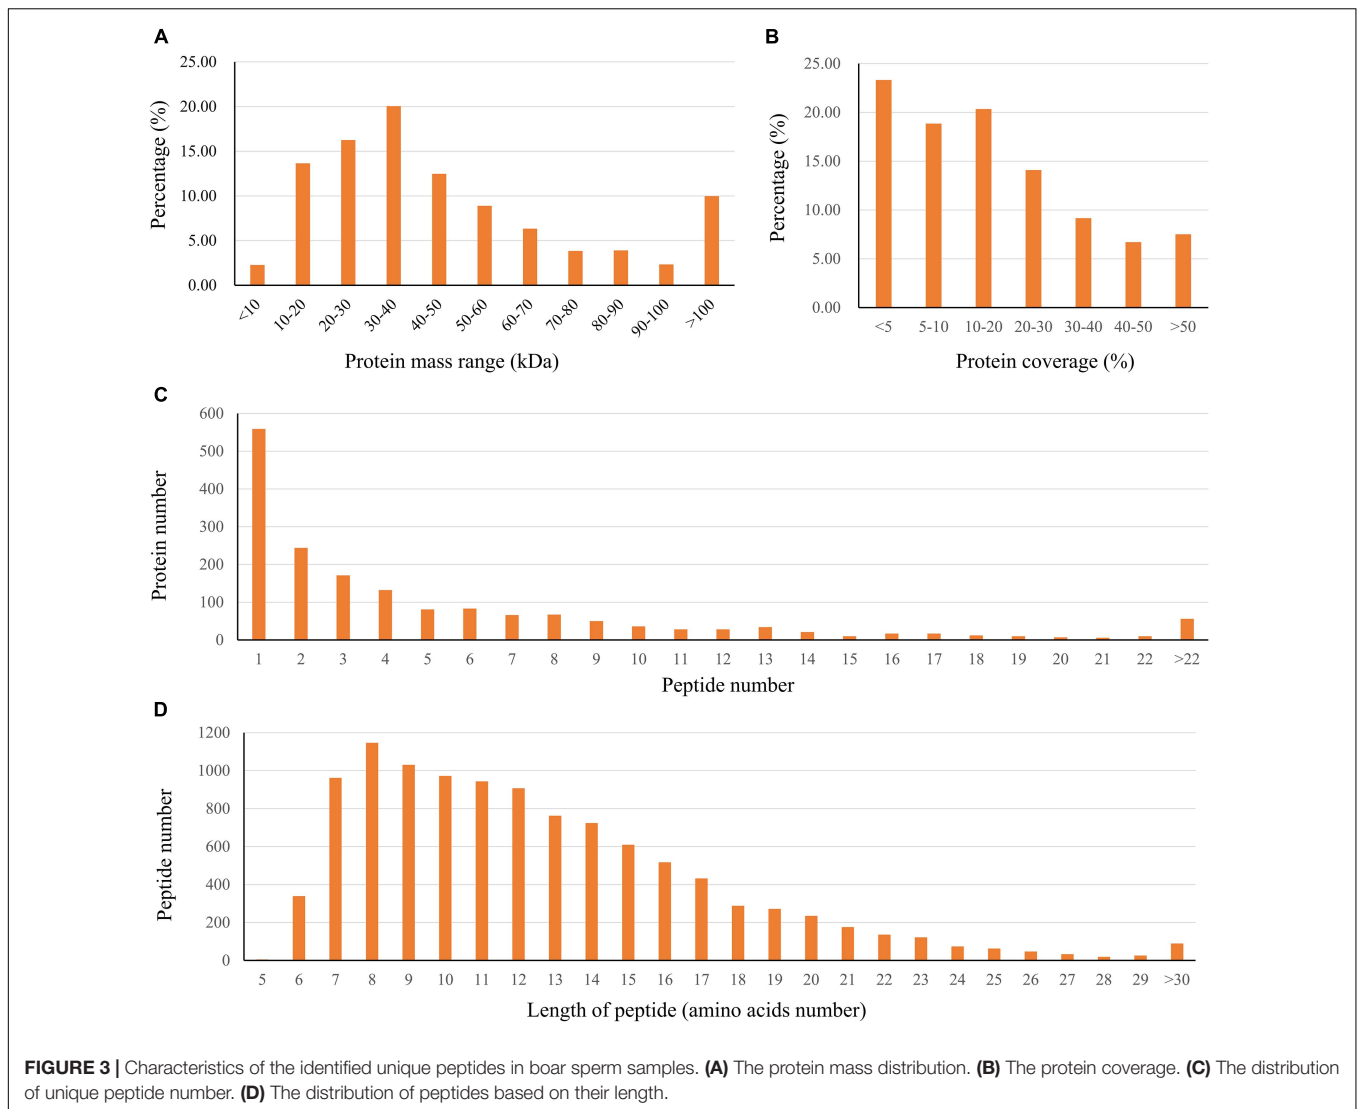 A
25.00
20.00
15.00
10.00
5.00
0.00
Percentage (%)
<10 10-20 20-30 30-40 40-50 50-60 60-70 70-80 80-90 90-100 >100
Protein mass range (kDa)
B
25.00
20.00
15.00
10.00
5.00
0.00
Percentage (%)
<5 5-10 10-20 20-30 30-40 40-50 >50
Protein coverage (%)
C
600
500
400
300
200
100
0
Protein number
1 2 3 4 5 6 7 8 9 10 11 12 13 14 15 16 17 18 19 20 21 22 >22
Peptide number
D
1200
1000
800
600
400
200
0
Peptide number
5 6 7 8 9 10 11 12 13 14 15 16 17 18 19 20 21 22 23 24 25 26 27 28 29 >30
Length of peptide (amino acids number)
FIGURE 3 | Characteristics of the identified unique peptides in boar sperm samples. (A) The protein mass distribution. (B) The protein coverage. (C) The distribution
of unique peptide number. (D) The distribution of peptides based on their length.